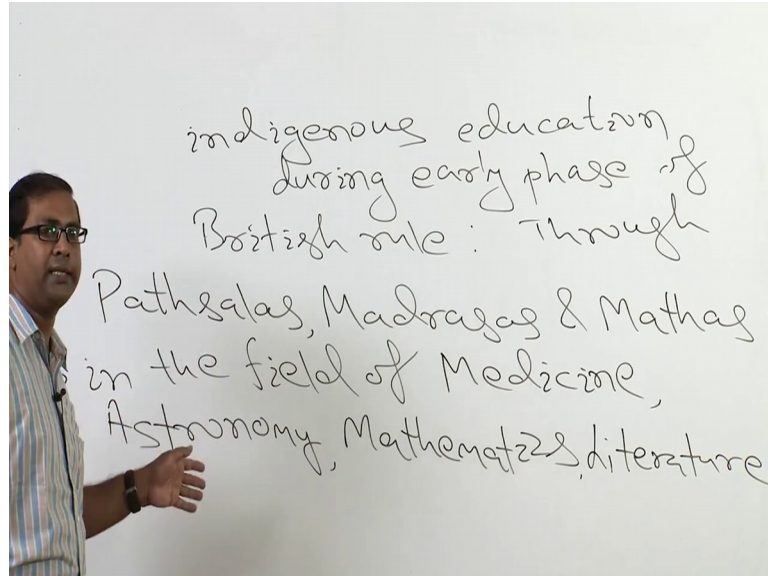 indigenous education
during early phase of
British rule: Through
Pathsalas, Madrasas & Mathas
in the field of Medicine,
Astronomy, Mathematics, Literature